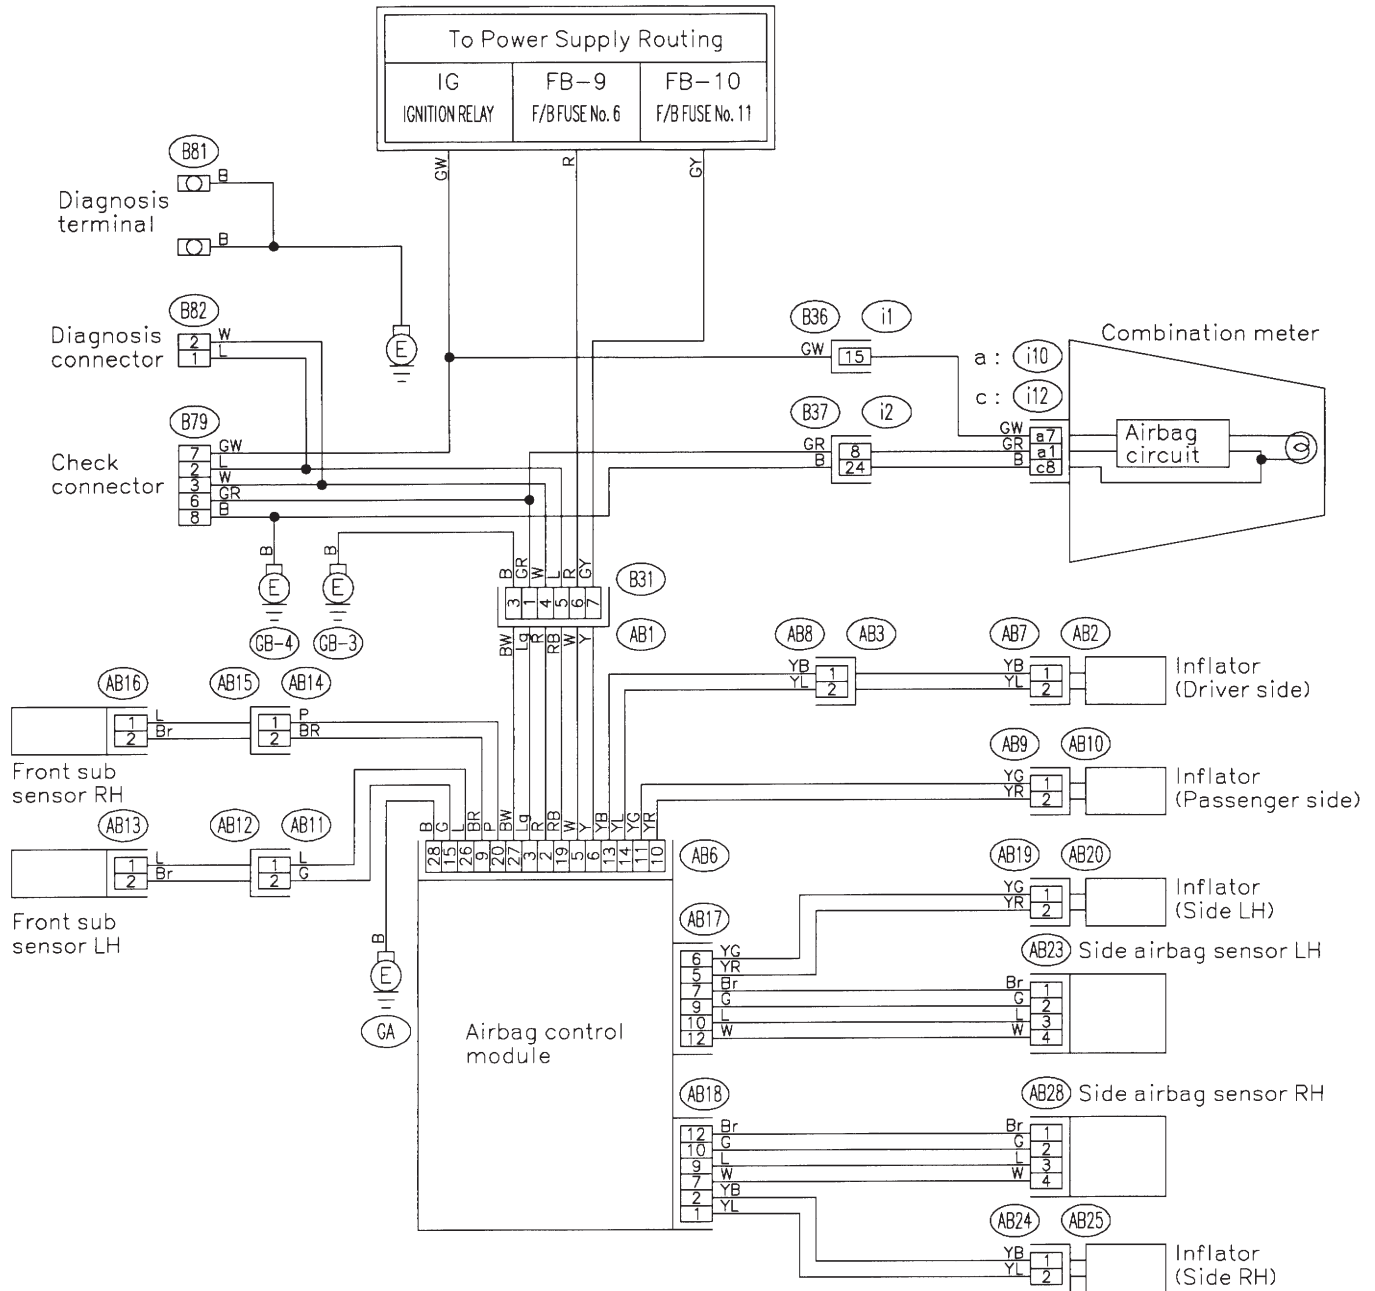 To Power Supply Routing
IG
IGNITION RELAY
FB-9
F/B FUSE No. 6
FB-10
F/B FUSE No. 11
GW
R
GY
B81
B
B
Diagnosis
terminal
E
B82
Diagnosis
connector
2 W
1 L
B79
Check
connector
7 GW
2 L
3 W
6 GR
8 B
B36
i1
GW
15
B37
i2
GR
8
B
24
a : i10
c : i12
Combination meter
GW a7
GR a1
B c8
Airbag
circuit
B
E
GB-4
B
E
GB-3
B GR W L R GY
3 1 4 5 6 7
B31
AB1
BW Lg R RB W Y
AB16
AB15
AB14
1 L
2 Br
1 P
2 BR
Front sub
sensor RH
AB13
AB12
AB11
1 L
2 Br
1 L
2 G
Front sub
sensor LH
AB8
AB3
YB 1
YL 2
AB7
AB2
YB 1
YL 2
Inflator
(Driver side)
AB9
AB10
YG 1
YR 2
Inflator
(Passenger side)
B G L BR P BW Lg R RB W Y YB YL YG YR
28 15 26 9 20 27 3 2 19 5 6 13 14 11 10
AB6
B
E
GA
Airbag control
module
AB17
6 YG
5 YR
7 Br
9 G
10 L
12 W
AB19
AB20
YG 1
YR 2
Inflator
(Side LH)
AB23
Side airbag sensor LH
Br 1
G 2
L 3
W 4
AB18
12 Br
10 G
9 L
7 W
2 YB
1 YL
AB28
Side airbag sensor RH
Br 1
G 2
L 3
W 4
AB24
AB25
YB 1
YL 2
Inflator
(Side RH)